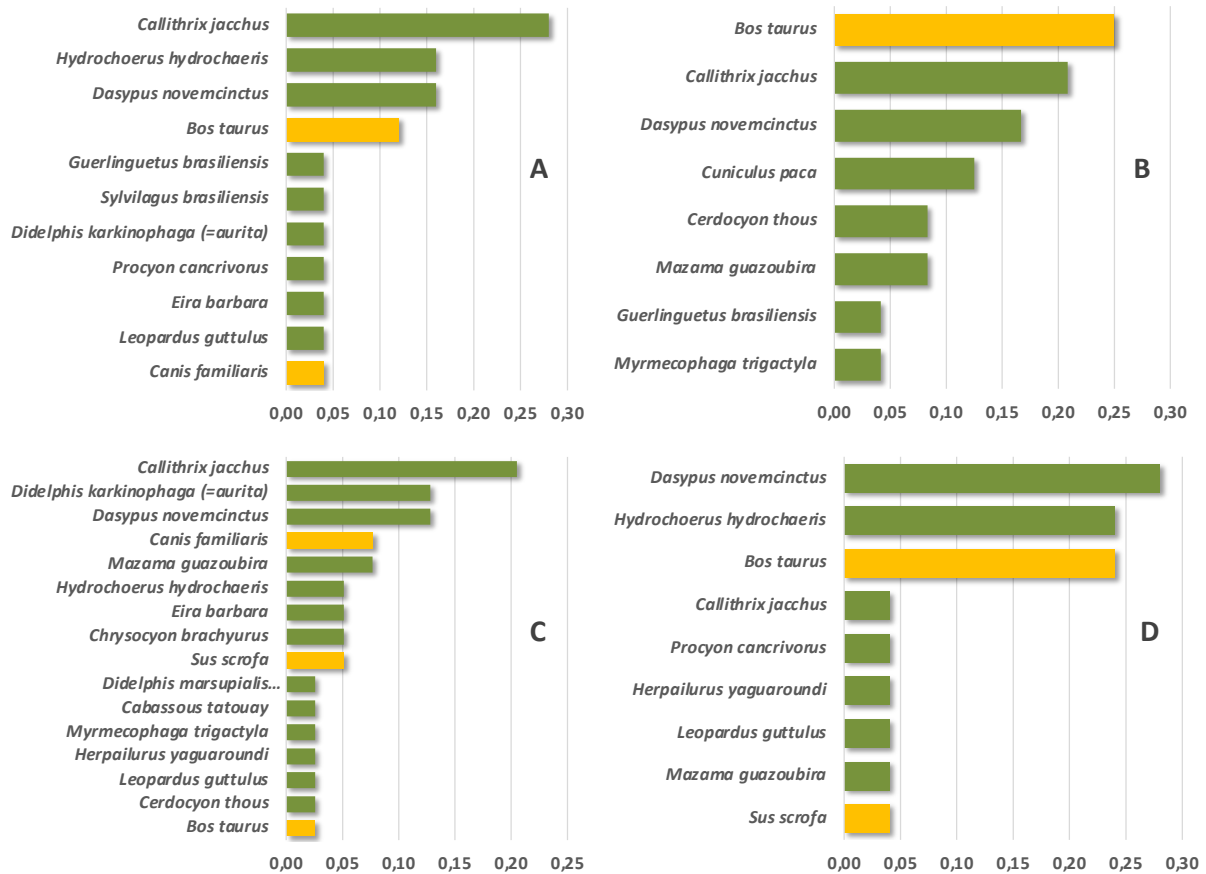 Callithrix jacchus
Hydrochoerus hydrochaeris
Dasypus novemcinctus
Bos taurus
Guerlinguetus brasiliensis
Sylvilagus brasiliensis
Didelphis karkinophaga (=aurita)
Procyon cancrivorus
Eira barbara
Leopardus guttulus
Canis familiaris
A
0,00 0,05 0,10 0,15 0,20 0,25 0,30
Bos taurus
Callithrix jacchus
Dasypus novemcinctus
Cuniculus paca
Cerdocyon thous
Mazama guazoubira
Guerlinguetus brasiliensis
Myrmecophaga trigactyla
B
0,00 0,05 0,10 0,15 0,20 0,25 0,30
Callithrix jacchus
Didelphis karkinophaga (=aurita)
Dasypus novemcinctus
Canis familiaris
Mazama guazoubira
Hydrochoerus hydrochaeris
Eira barbara
Chrysocyon brachyurus
Sus scrofa
Didelphis marsupialis...
Cabassous tatouay
Myrmecophaga trigactyla
Herpailurus yaguaroundi
Leopardus guttulus
Cerdocyon thous
Bos taurus
C
0,00 0,05 0,10 0,15 0,20 0,25
Dasypus novemcinctus
Hydrochoerus hydrochaeris
Bos taurus
Callithrix jacchus
Procyon cancrivorus
Herpailurus yaguaroundi
Leopardus guttulus
Mazama guazoubira
Sus scrofa
D
0,00 0,05 0,10 0,15 0,20 0,25 0,30